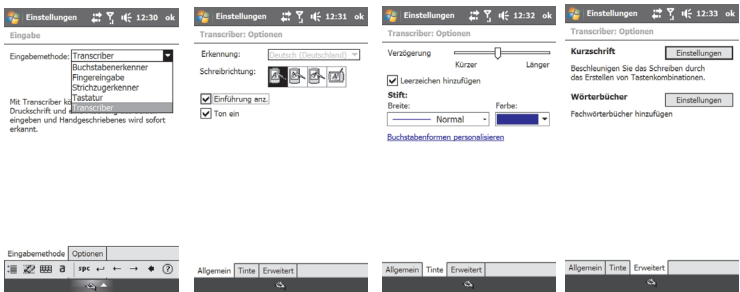 Einstellungen 12:30 ok
Eingabe
Eingabemethode: Transcriber
Buchstabenerkenner
Fingereingabe
Strichzugerkenner
Tastatur
Transcriber
Mit Transcriber
Druckschrift und
eingeben und Handgeschriebenes wird sofort
erkannt.
Eingabemethode Optionen
a spc
Einstellungen 12:31 ok
Transcriber: Optionen
Erkennung: Deutsch (Deutschland)
Schreibrichtung:
Einführung anz.
Ton ein
Allgemein Tinte Erweitert
Einstellungen 12:32 ok
Transcriber: Optionen
Verzögerung
Kürzer Länger
Leerzeichen hinzufügen
Stift:
Breite: Farbe:
Normal
Buchstabenformen personalisieren
Allgemein Tinte Erweitert
Einstellungen 12:33 ok
Transcriber: Optionen
Kurzschrift Einstellungen
Beschleunigen Sie das Schreiben durch
das Erstellen von Tastenkombinationen.
Wörterbücher Einstellungen
Fachwörterbücher hinzufügen
Allgemein Tinte Erweitert